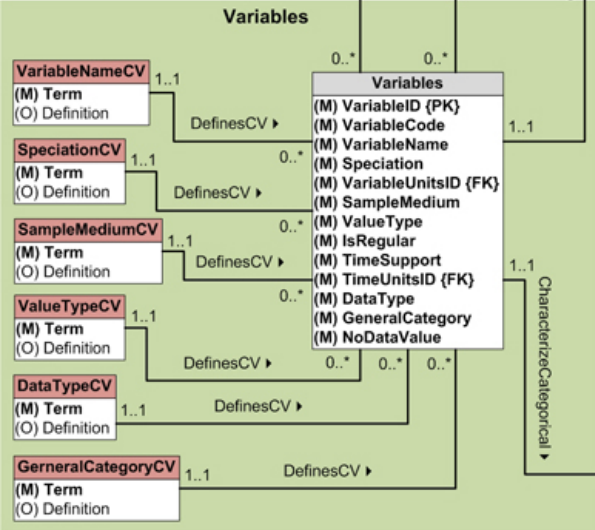 Variables
0..*
0..*
VariableNameCV
(M) Term
(O) Definition
1..1
DefinesCV
0..*
SpeciationCV
(M) Term
(O) Definition
1..1
DefinesCV
0..*
SampleMediumCV
(M) Term
(O) Definition
1..1
DefinesCV
0..*
ValueTypeCV
(M) Term
(O) Definition
1..1
DefinesCV
0..*
DataTypeCV
(M) Term
(O) Definition
1..1
DefinesCV
0..*
GerneralCategoryCV
(M) Term
(O) Definition
1..1
DefinesCV
0..*
Variables
(M) VariableID {PK}
(M) VariableCode
(M) VariableName
(M) Speciation
(M) VariableUnitsID {FK}
(M) SampleMedium
(M) ValueType
(M) IsRegular
(M) TimeSupport
(M) TimeUnitsID {FK}
(M) DataType
(M) GeneralCategory
(M) NoDataValue
1..1
1..1
CharacterizeCategorical